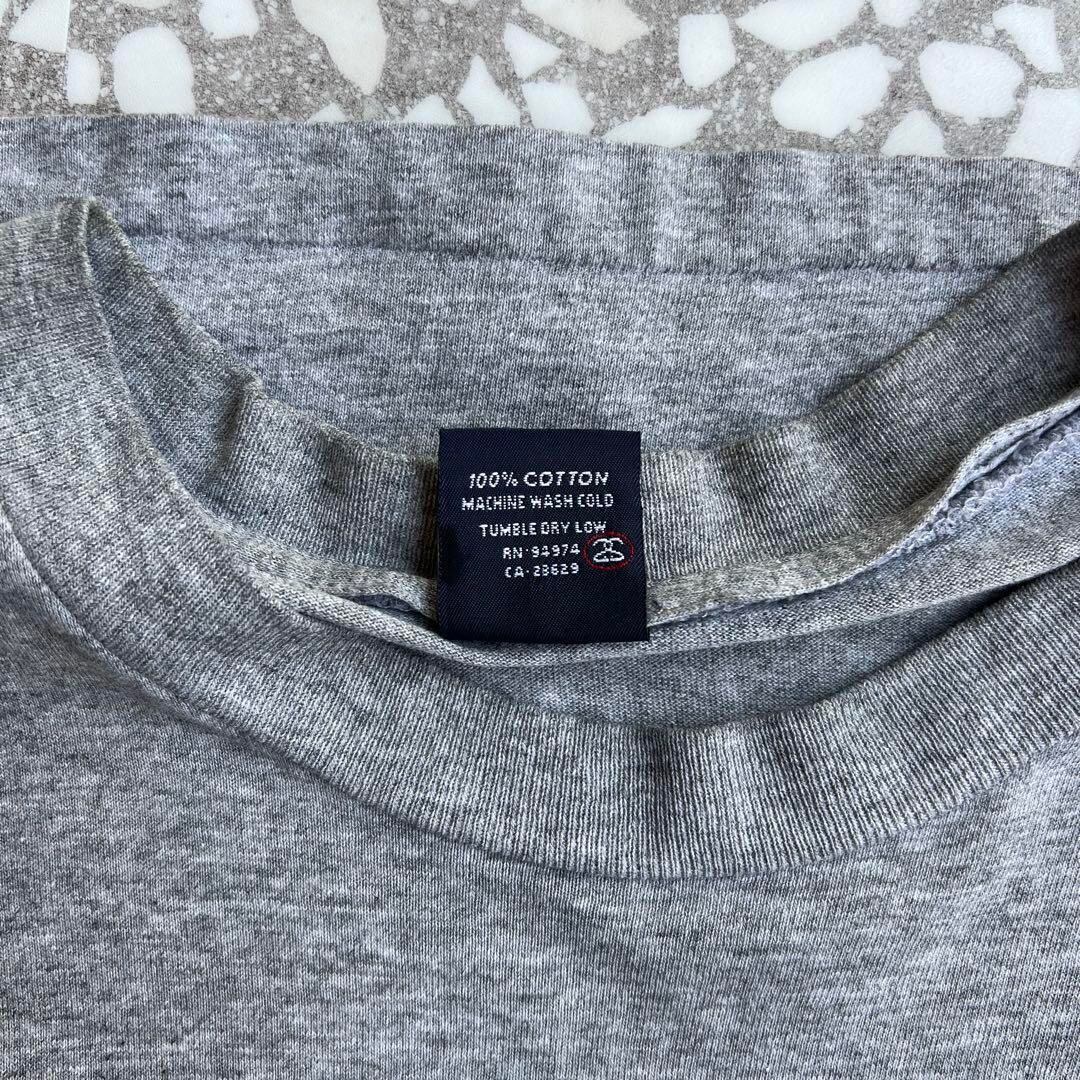 100% COTTON
MACHINE WASH COLD
TUMBLE DRY LOW
RN·94974
CA·28629